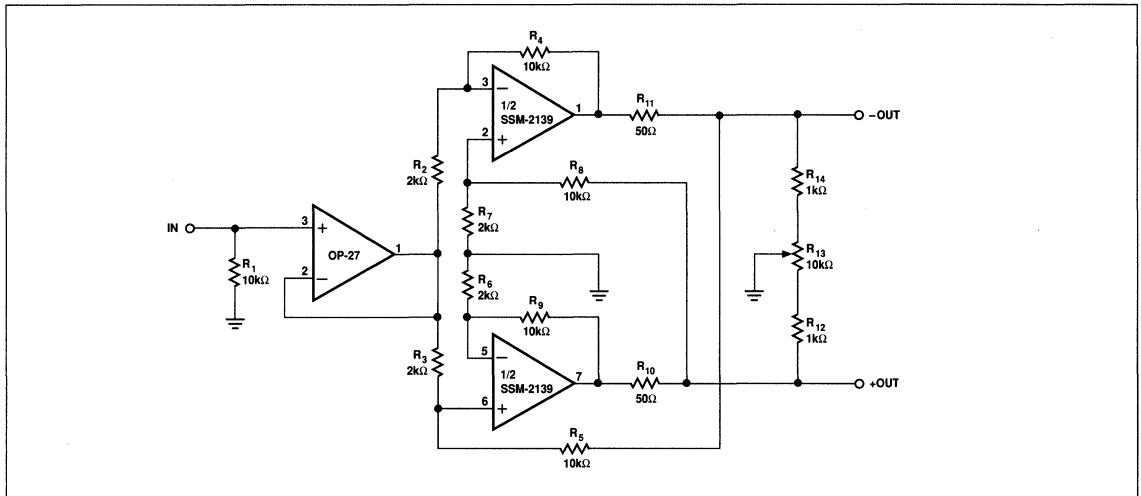 R4
10kΩ
3
−
1/2
SSM-2139
1
2
+
R11
50Ω
−OUT
R2
2kΩ
R8
10kΩ
R14
1kΩ
IN
3
+
OP-27
1
2
−
R1
10kΩ
R7
2kΩ
R13
10kΩ
R6
2kΩ
R9
10kΩ
R12
1kΩ
R3
2kΩ
5
−
1/2
SSM-2139
7
6
+
R10
50Ω
+OUT
R5
10kΩ